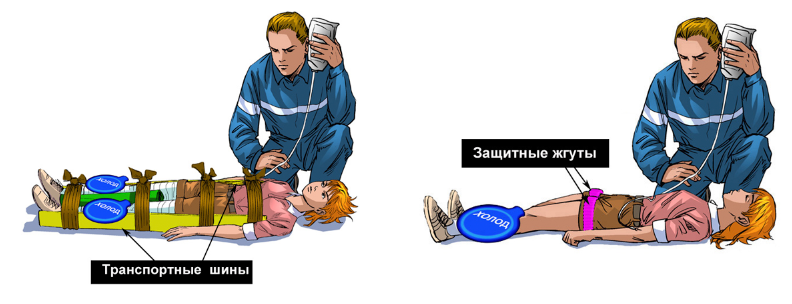 Защитные жгуты
холод
холод
холод
Транспортные шины